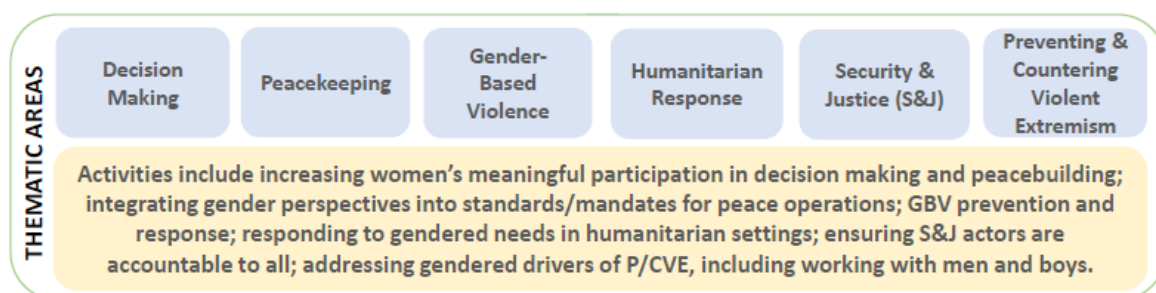 THEMATIC AREAS
Decision
Making
Peacekeeping
Gender-
Based
Violence
Humanitarian
Response
Security &
Justice (S&J)
Preventing &
Countering
Violent
Extremism
Activities include increasing women’s meaningful participation in decision making and peacebuilding;
integrating gender perspectives into standards/mandates for peace operations; GBV prevention and
response; responding to gendered needs in humanitarian settings; ensuring S&J actors are
accountable to all; addressing gendered drivers of P/CVE, including working with men and boys.